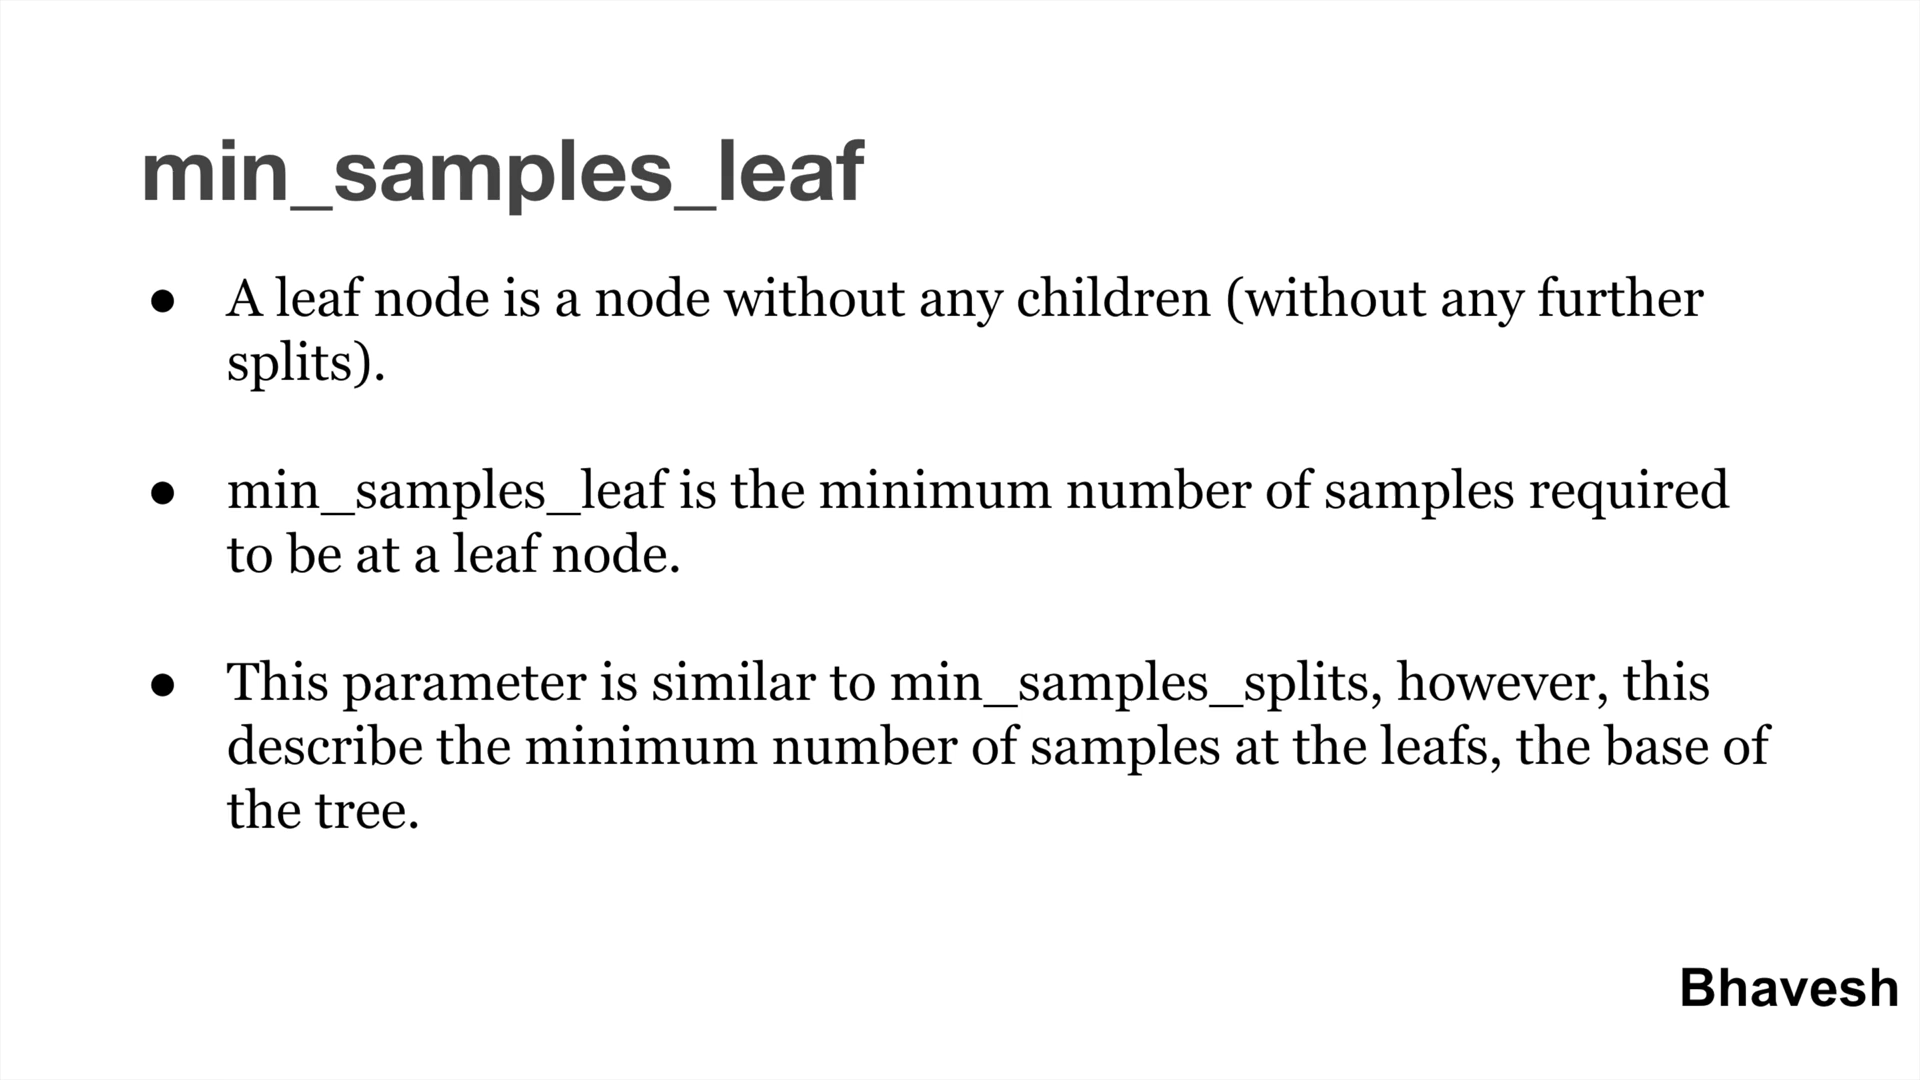 min_samples_leaf
● A leaf node is a node without any children (without any further
splits).
● min_samples_leaf is the minimum number of samples required
to be at a leaf node.
● This parameter is similar to min_samples_splits, however, this
describe the minimum number of samples at the leafs, the base of
the tree.
Bhavesh